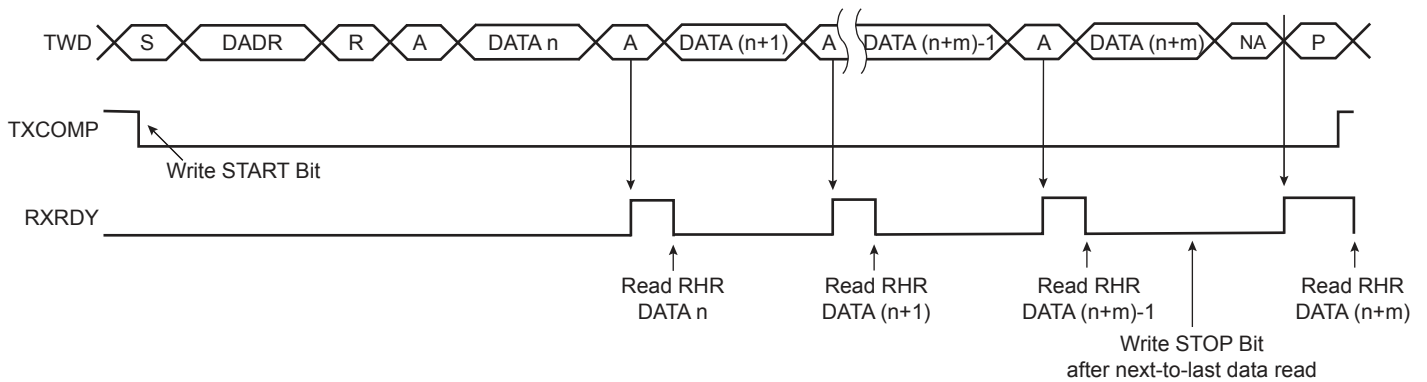 TWD S DADR R A DATA n A DATA (n+1) A DATA (n+m)-1 A DATA (n+m) NA P
TXCOMP
Write START Bit
RXRDY
Read RHR Read RHR Read RHR Read RHR
DATA n DATA (n+1) DATA (n+m)-1 DATA (n+m)
Write STOP Bit
after next-to-last data read